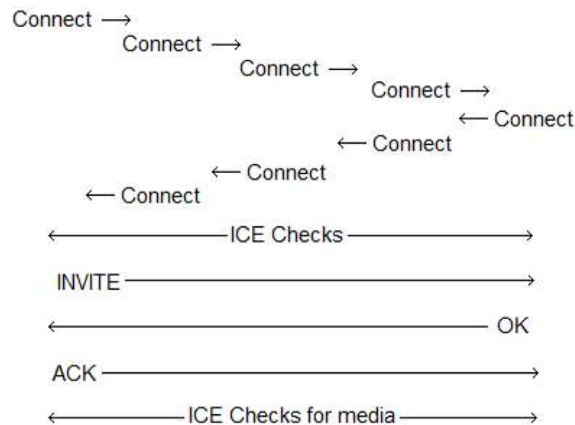 Connect
Connect
Connect
Connect
Connect
Connect
Connect
Connect
ICE Checks
INVITE
OK
ACK
ICE Checks for media